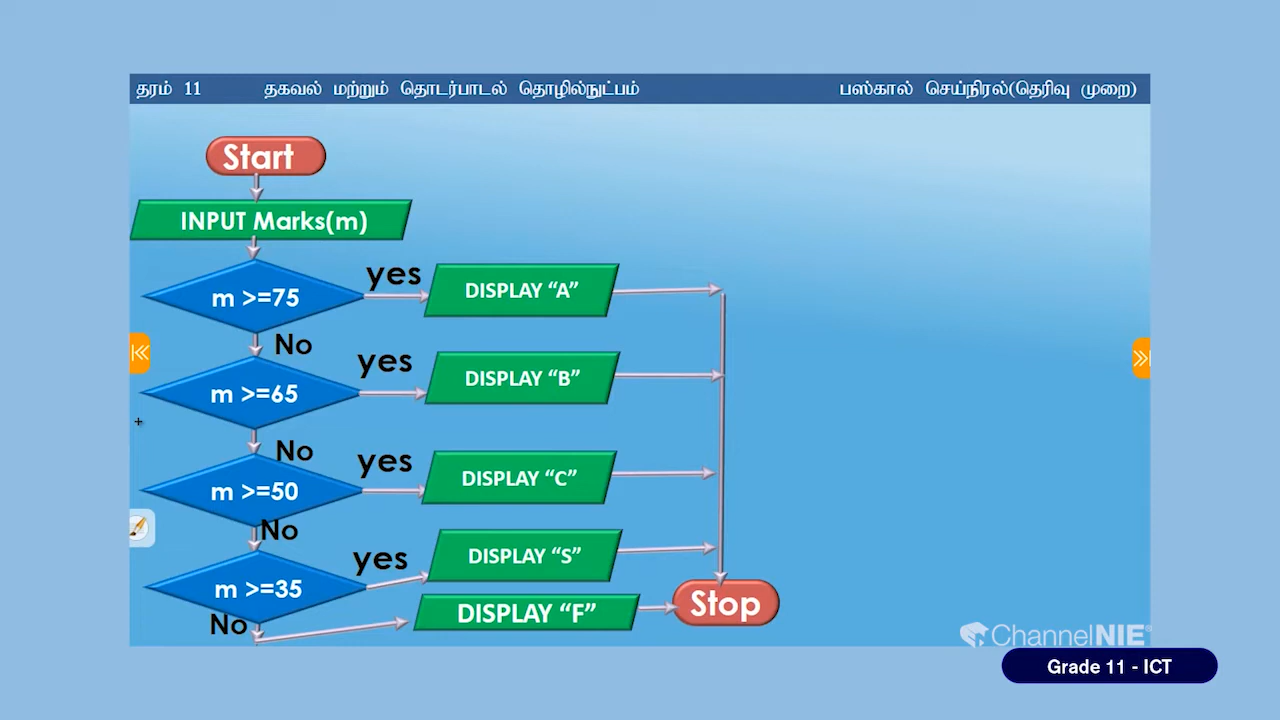 தரம் 11 தகவல் மற்றும் தொடர்பாடல் தொழில்நுட்பம் பஸ்கால் செய்நிரல்(தெரிவு முறை)
Start
INPUT Marks(m)
m >=75
yes
DISPLAY “A”
No
m >=65
yes
DISPLAY “B”
No
m >=50
yes
DISPLAY “C”
No
m >=35
yes
DISPLAY “S”
No
DISPLAY “F”
Stop
ChannelNIE®
Grade 11 - ICT